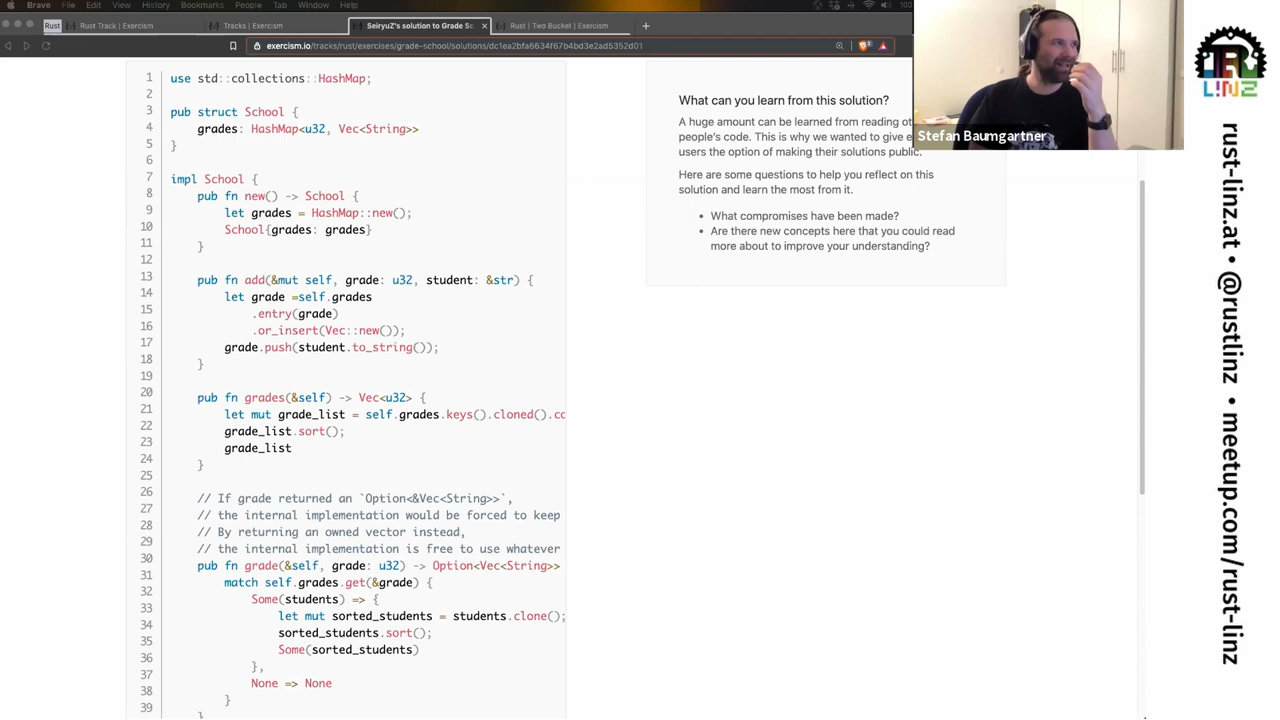 Brave File Edit View History Bookmarks People Tab Window Help
Rust Rust Track | Exercism
Tracks | Exercism
SeiryuZ's solution to Grade Sc
Rust | Two Bucket | Exercism
exercism.io/tracks/rust/exercises/grade-school/solutions/dc1ea2bfa6634f67b4bd3e2ad5352d01
1 use std::collections::HashMap;
2
3 pub struct School {
4 grades: HashMap<u32, Vec<String>>
5 }
6
7 impl School {
8 pub fn new() -> School {
9 let grades = HashMap::new();
10 School{grades: grades}
11 }
12
13 pub fn add(&mut self, grade: u32, student: &str) {
14 let grade =self.grades
15 .entry(grade)
16 .or_insert(Vec::new());
17 grade.push(student.to_string());
18 }
19
20 pub fn grades(&self) -> Vec<u32> {
21 let mut grade_list = self.grades.keys().cloned().co
22 grade_list.sort();
23 grade_list
24 }
25
26 // If grade returned an `Option<&Vec<String>>`,
27 // the internal implementation would be forced to keep
28 // By returning an owned vector instead,
29 // the internal implementation is free to use whatever
30 pub fn grade(&self, grade: u32) -> Option<Vec<String>>
31 match self.grades.get(&grade) {
32 Some(students) => {
33 let mut sorted_students = students.clone();
34 sorted_students.sort();
35 Some(sorted_students)
36 },
37 None => None
38 }
39 }
What can you learn from this solution?
A huge amount can be learned from reading ot
people's code. This is why we wanted to give e
users the option of making their solutions public.
Here are some questions to help you reflect on this
solution and learn the most from it.
• What compromises have been made?
• Are there new concepts here that you could read
more about to improve your understanding?
Stefan Baumgartner
R
L!NZ
rust-linz.at • @rustlinz • meetup.com/rust-linz